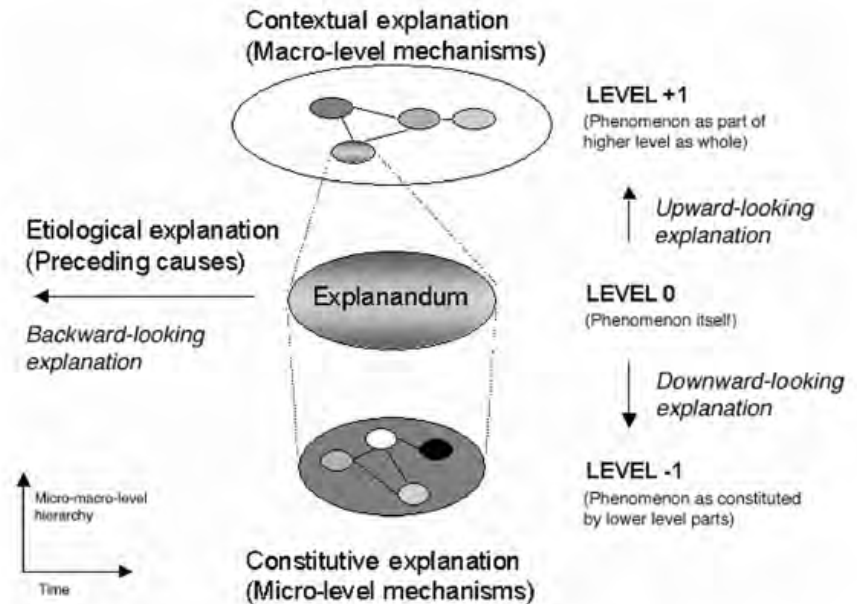 Contextual explanation
(Macro-level mechanisms)
LEVEL +1
(Phenomenon as part of
higher level as whole)
Upward-looking
explanation
Etiological explanation
(Preceding causes)
Backward-looking
explanation
Explanandum
LEVEL 0
(Phenomenon itself)
Downward-looking
explanation
LEVEL -1
(Phenomenon as constituted
by lower level parts)
Micro-macro-level
hierarchy
Time
Constitutive explanation
(Micro-level mechanisms)